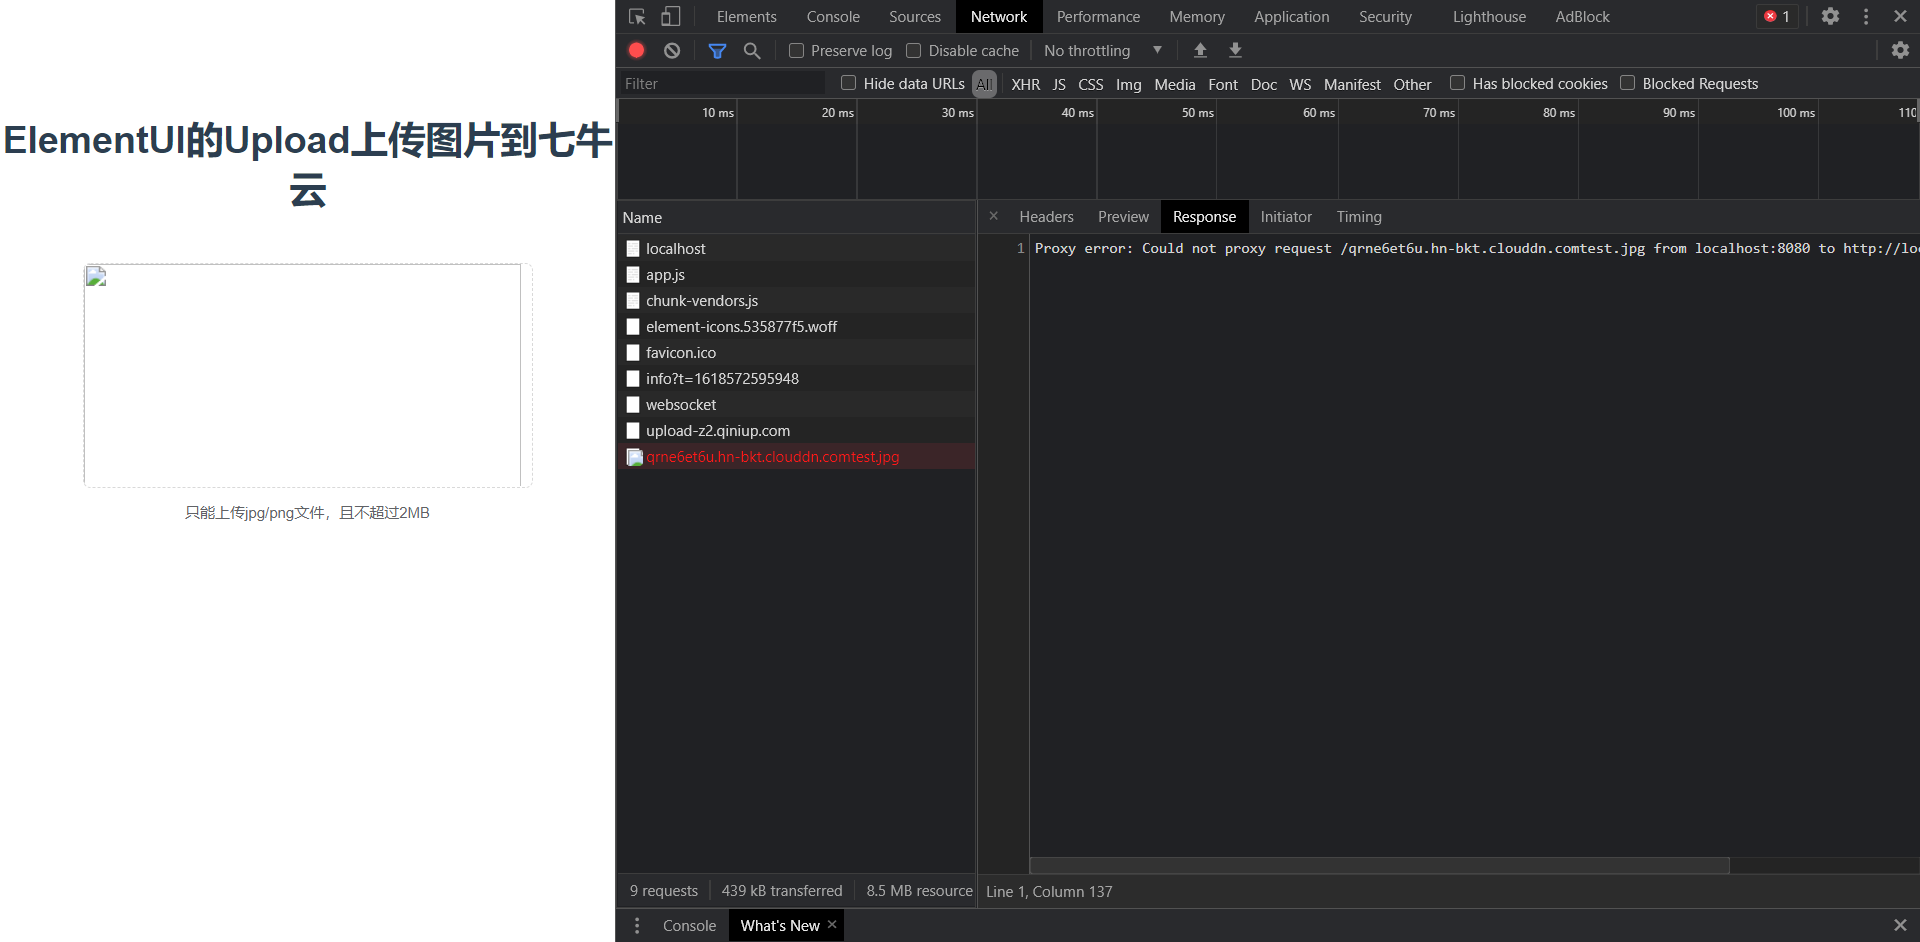 ElementUI的Upload上传图片到七牛
云
只能上传jpg/png文件，且不超过2MB
Elements Console Sources Network Performance Memory Application Security Lighthouse AdBlock 1
Preserve log Disable cache No throttling
Filter Hide data URLs All XHR JS CSS Img Media Font Doc WS Manifest Other Has blocked cookies Blocked Requests
10 ms 20 ms 30 ms 40 ms 50 ms 60 ms 70 ms 80 ms 90 ms 100 ms 110
Name
localhost
app.js
chunk-vendors.js
element-icons.535877f5.woff
favicon.ico
info?t=1618572595948
websocket
upload-z2.qiniup.com
qrne6et6u.hn-bkt.clouddn.comtest.jpg
Headers Preview Response Initiator Timing
1 Proxy error: Could not proxy request /qrne6et6u.hn-bkt.clouddn.comtest.jpg from localhost:8080 to http://lo
9 requests 439 kB transferred 8.5 MB resource
Line 1, Column 137
Console What's New